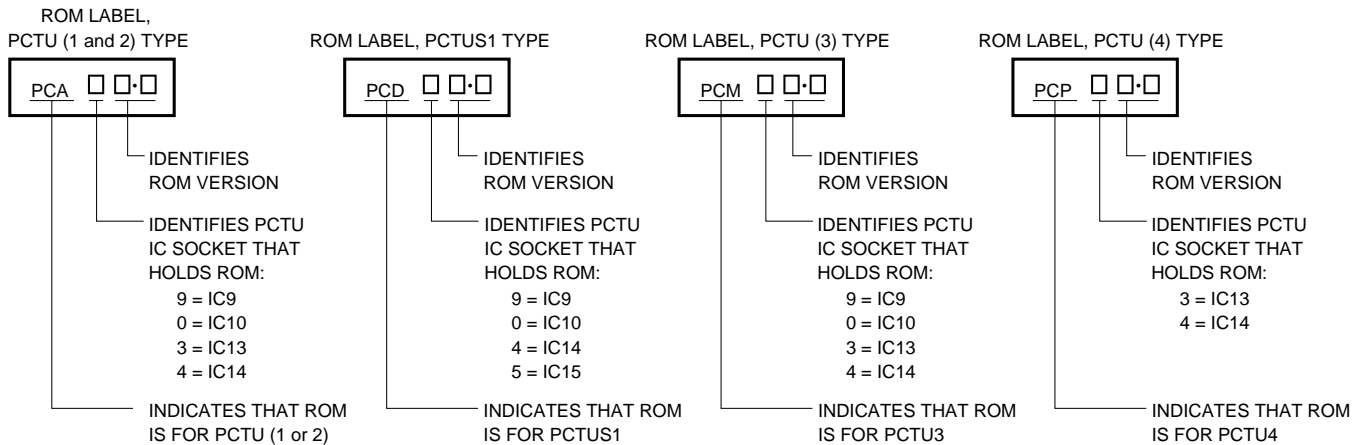 ROM LABEL,
PCTU (1 and 2) TYPE
PCA □ □.□
IDENTIFIES
ROM VERSION
IDENTIFIES PCTU
IC SOCKET THAT
HOLDS ROM:
9 = IC9
0 = IC10
3 = IC13
4 = IC14
INDICATES THAT ROM
IS FOR PCTU (1 or 2)
ROM LABEL, PCTUS1 TYPE
PCD □ □.□
IDENTIFIES
ROM VERSION
IDENTIFIES PCTU
IC SOCKET THAT
HOLDS ROM:
9 = IC9
0 = IC10
4 = IC14
5 = IC15
INDICATES THAT ROM
IS FOR PCTUS1
ROM LABEL, PCTU (3) TYPE
PCM □ □.□
IDENTIFIES
ROM VERSION
IDENTIFIES PCTU
IC SOCKET THAT
HOLDS ROM:
9 = IC9
0 = IC10
3 = IC13
4 = IC14
INDICATES THAT ROM
IS FOR PCTU3
ROM LABEL, PCTU (4) TYPE
PCP □ □.□
IDENTIFIES
ROM VERSION
IDENTIFIES PCTU
IC SOCKET THAT
HOLDS ROM:
3 = IC13
4 = IC14
INDICATES THAT ROM
IS FOR PCTU4